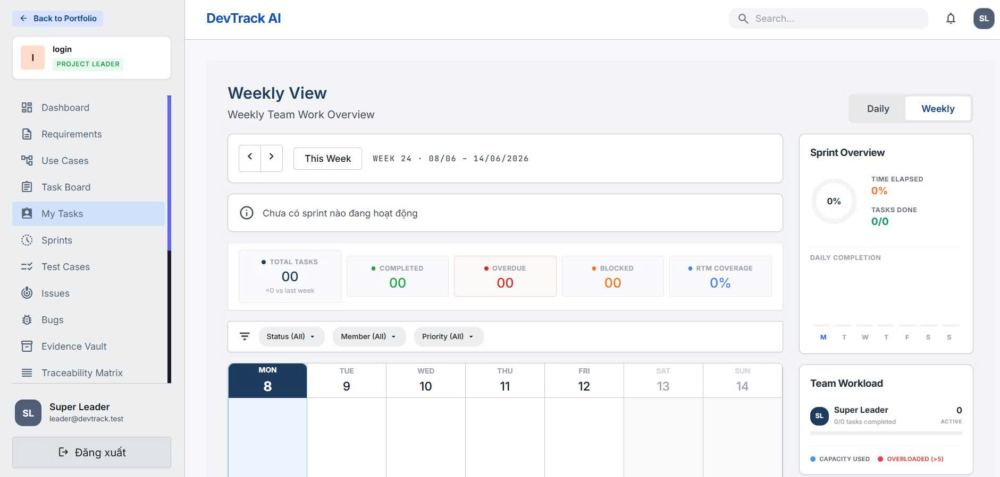 Back to Portfolio
l
login
PROJECT LEADER
Dashboard
Requirements
Use Cases
Task Board
My Tasks
Sprints
Test Cases
Issues
Bugs
Evidence Vault
Traceability Matrix
SL
Super Leader
leader@devtrack.test
Đăng xuất
DevTrack AI
Search...
SL
Weekly View
Weekly Team Work Overview
Daily
Weekly
This Week
WEEK 24 · 08/06 – 14/06/2026
Chưa có sprint nào đang hoạt động
TOTAL TASKS
00
=0 vs last week
COMPLETED
00
OVERDUE
00
BLOCKED
00
RTM COVERAGE
0%
Status (All)
Member (All)
Priority (All)
MON
8
TUE
9
WED
10
THU
11
FRI
12
SAT
13
SUN
14
Sprint Overview
0%
TIME ELAPSED
0%
TASKS DONE
0/0
DAILY COMPLETION
M T W T F S S
Team Workload
SL
Super Leader
0/0 tasks completed
0
ACTIVE
CAPACITY USED
OVERLOADED (>5)